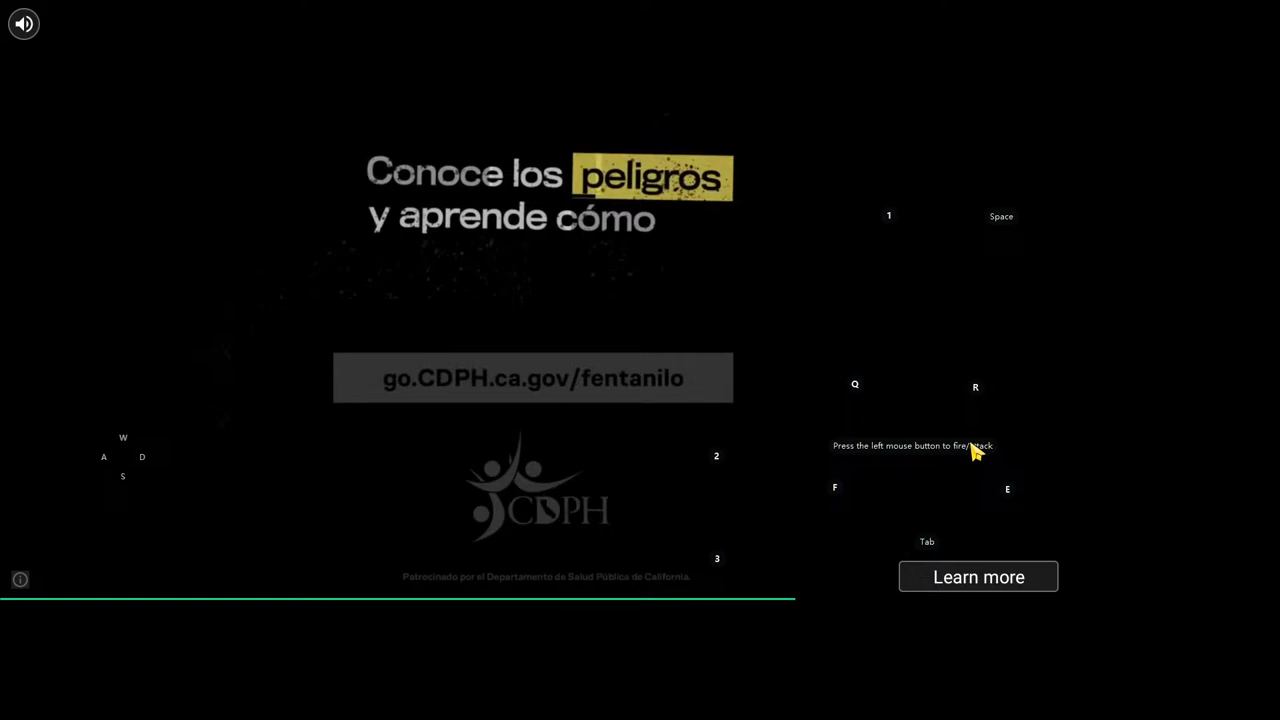 Conoce los peligros
y aprende cómo
1
Space
go.CDPH.ca.gov/fentanilo
Q
R
W
A
D
S
Press the left mouse button to fire/attack
2
F
E
CDPH
Tab
3
Patrocinado por el Departamento de Salud Pública de California.
Learn more